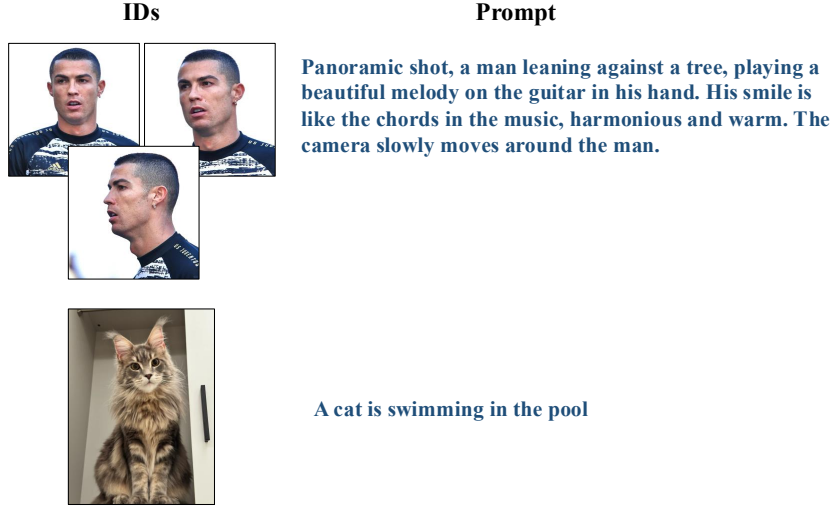 IDs
Prompt
Panoramic shot, a man leaning against a tree, playing a
beautiful melody on the guitar in his hand. His smile is
like the chords in the music, harmonious and warm. The
camera slowly moves around the man.
A cat is swimming in the pool